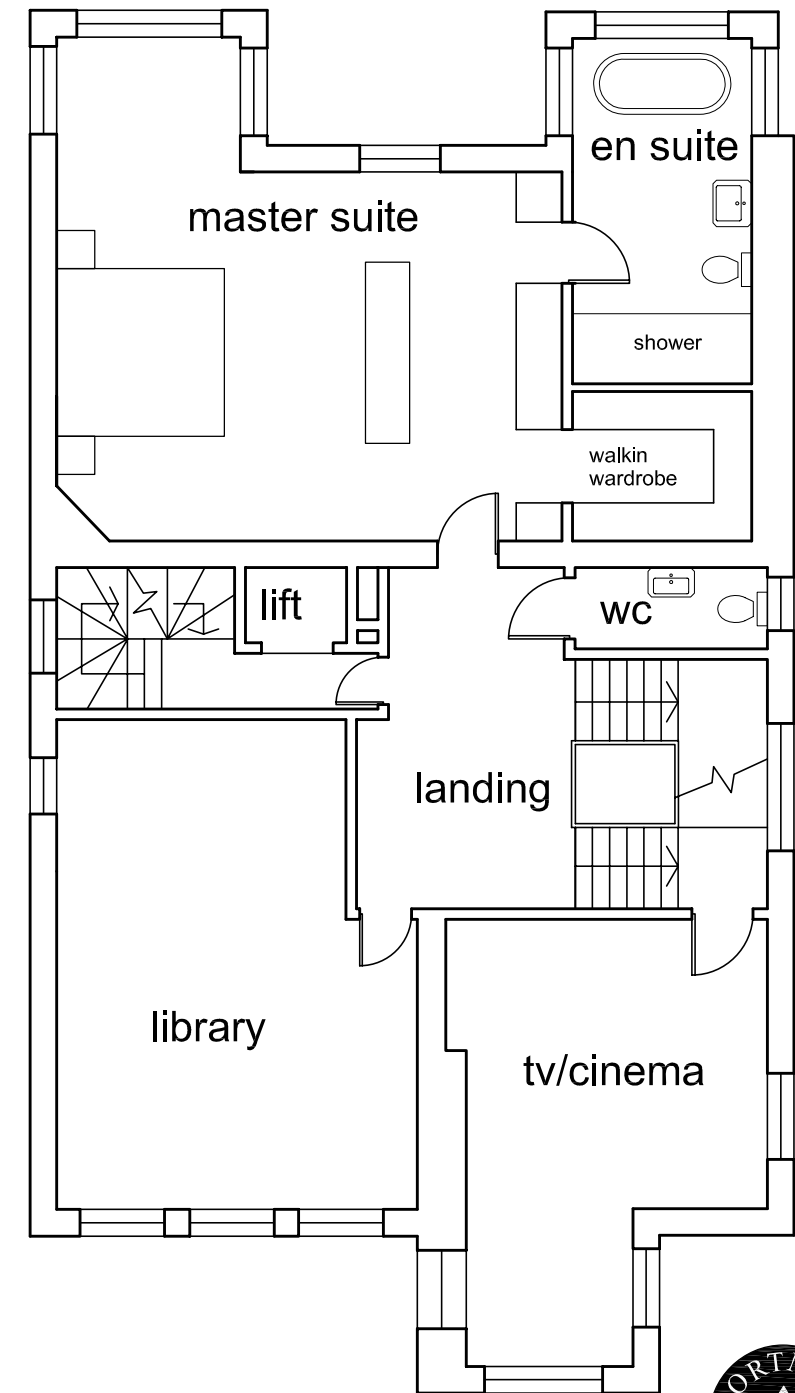 en suite
master suite
shower
walkin
wardrobe
lift
wc
landing
library
tv/cinema